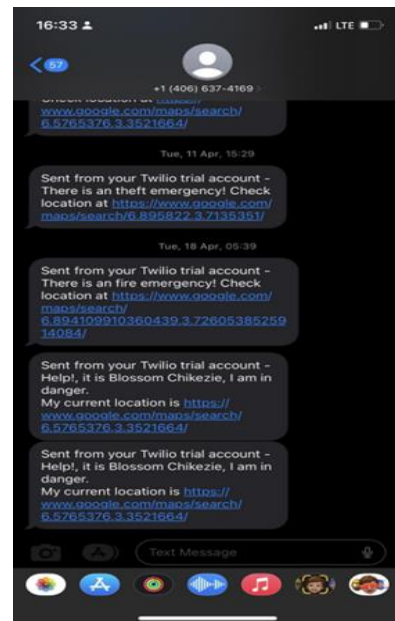 16:33
LTE
57
+1 (406) 637-4169
Check location at https://
www.google.com/maps/search/
6.5765376,3.3521664/
Tue, 11 Apr, 15:29
Sent from your Twilio trial account -
There is an theft emergency! Check
location at https://www.google.com/
maps/search/6.895822,3.7135351/
Tue, 18 Apr, 05:39
Sent from your Twilio trial account -
There is an fire emergency! Check
location at https://www.google.com/
maps/search/
6.894109910360439,3.72605385259
14084/
Sent from your Twilio trial account -
Help!, it is Blossom Chikezie, I am in
danger.
My current location is https://
www.google.com/maps/search/
6.5765376,3.3521664/
Sent from your Twilio trial account -
Help!, it is Blossom Chikezie, I am in
danger.
My current location is https://
www.google.com/maps/search/
6.5765376,3.3521664/
Text Message